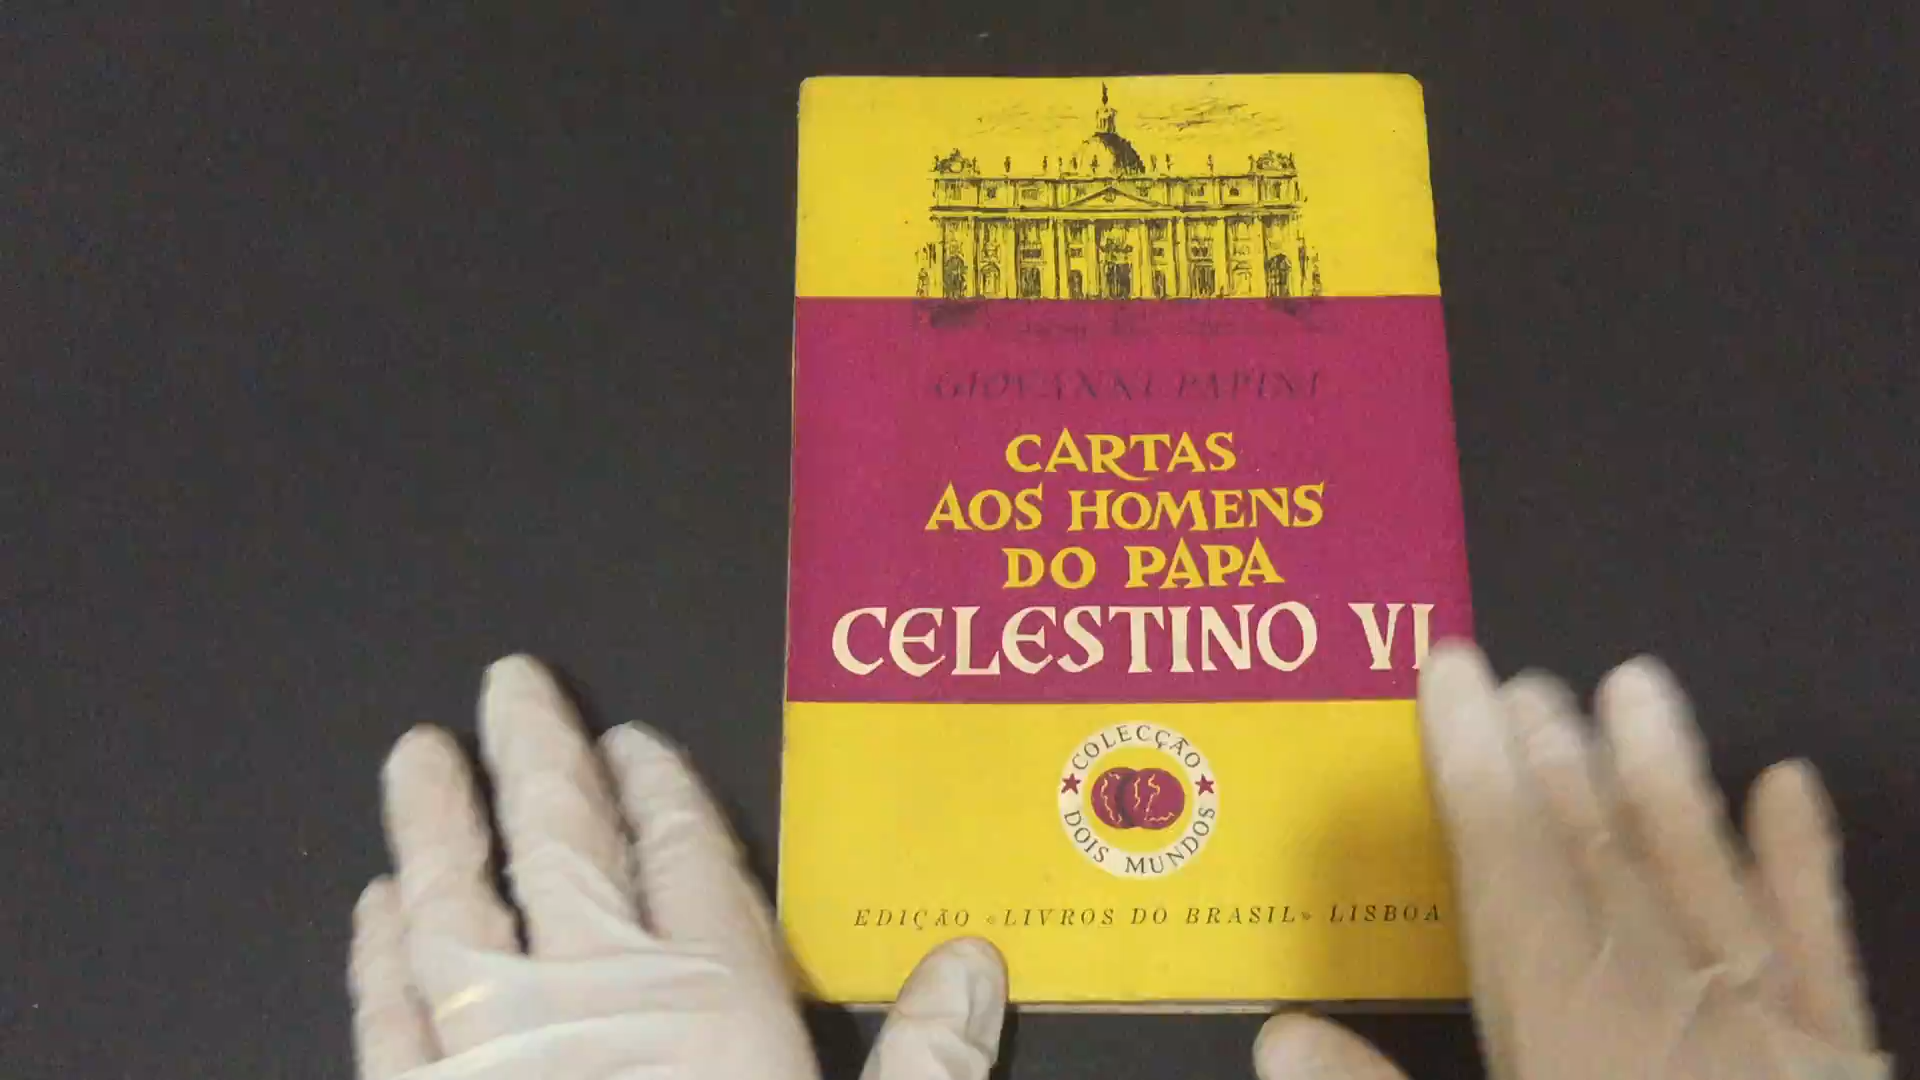 GIOVANNI PAPINI
CARTAS
AOS HOMENS
DO PAPA
CELESTINO VI
COLECÇÃO
DOIS MUNDOS
EDIÇÃO «LIVROS DO BRASIL» LISBOA